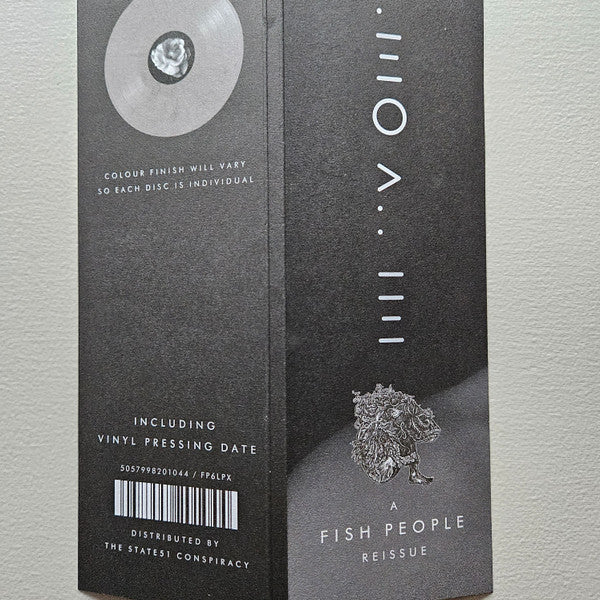 COLOUR FINISH WILL VARY
SO EACH DISC IS INDIVIDUAL
INCLUDING
VINYL PRESSING DATE
5057998201044 / FP6LPX
DISTRIBUTED BY
THE STATE51 CONSPIRACY
A
FISH PEOPLE
REISSUE